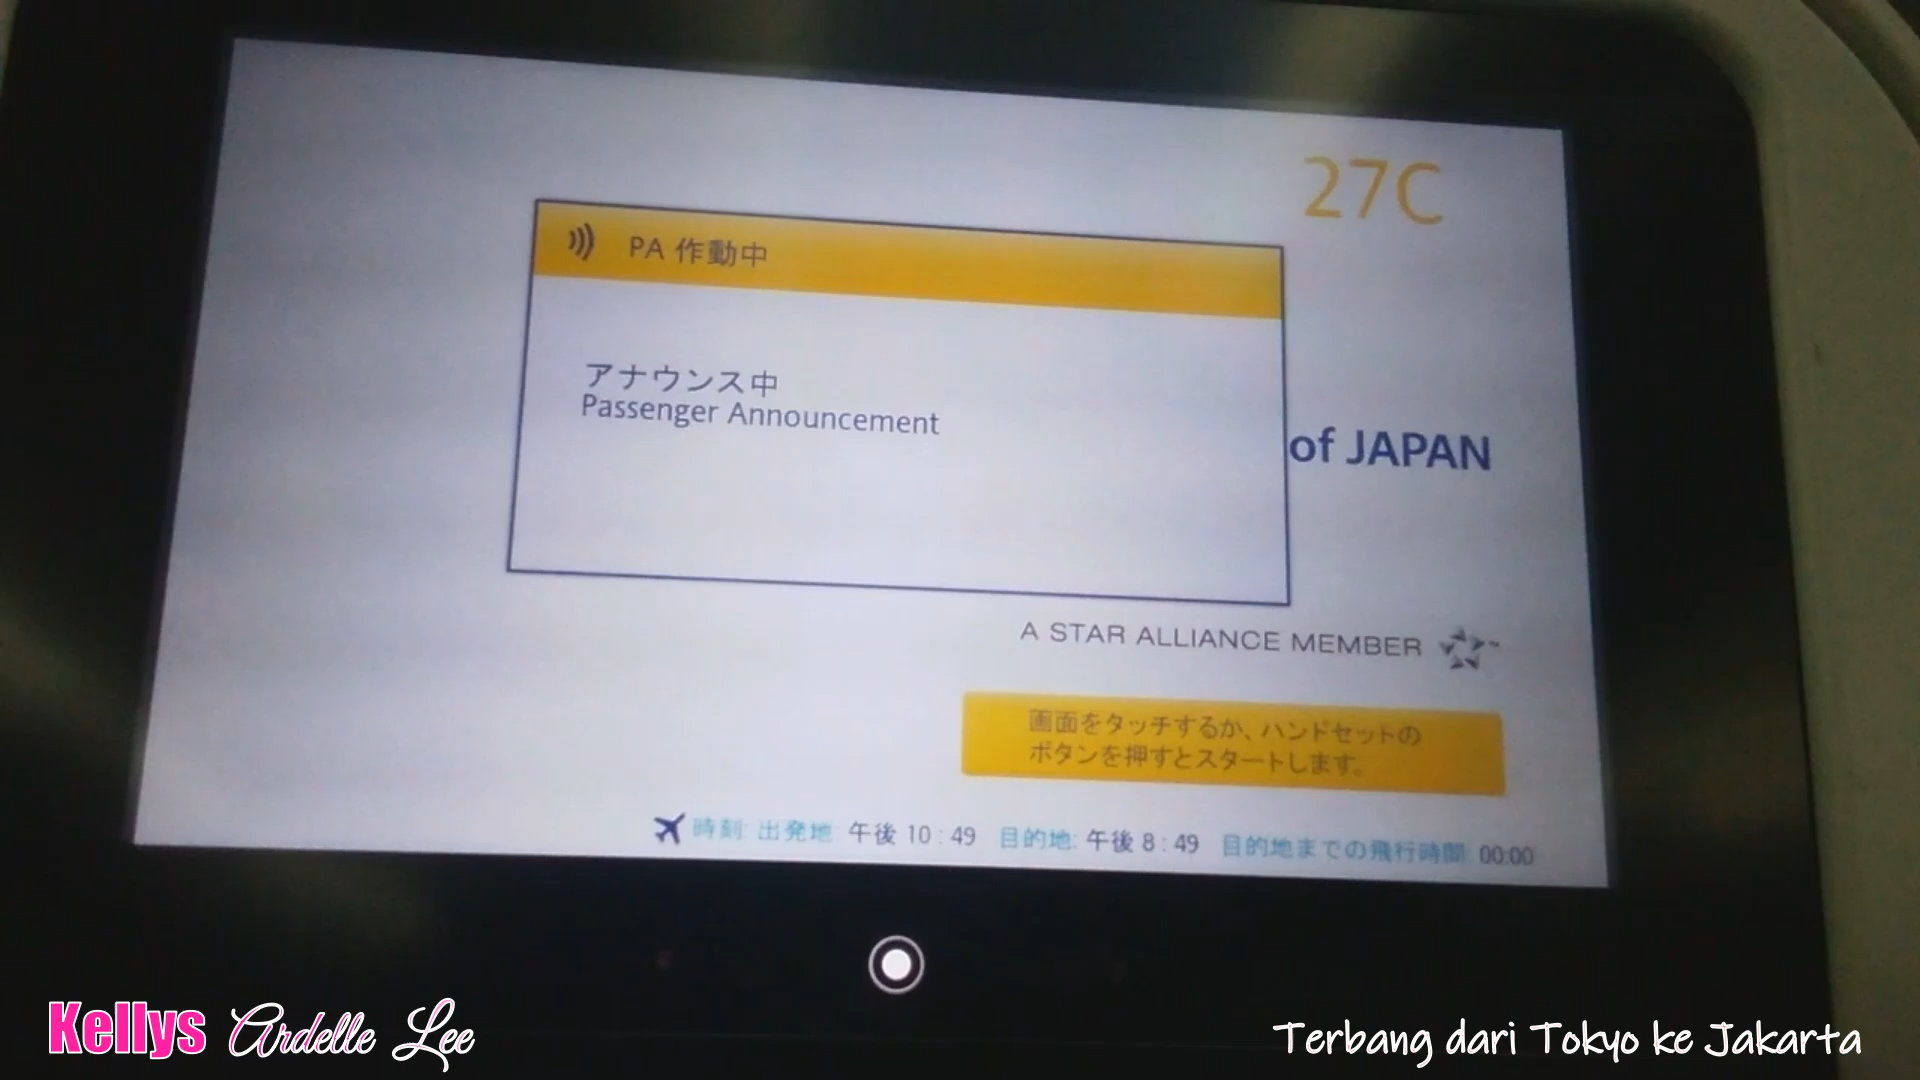 27C
PA 作動中
アナウンス中
Passenger Announcement
of JAPAN
A STAR ALLIANCE MEMBER
画面をタッチするか、ハンドセットの
ボタンを押すとスタートします。
時刻: 出発地: 午後 10 : 49 目的地: 午後 8 : 49 目的地までの飛行時間: 00:00
Kellys Ardelle Lee
Terbang dari Tokyo ke Jakarta